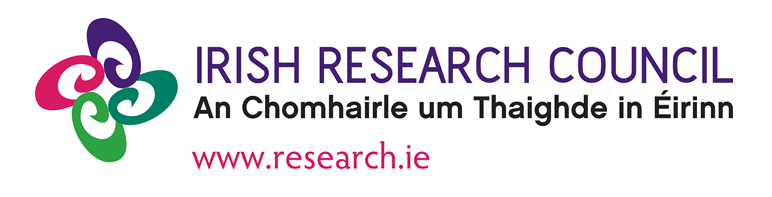 IRISH RESEARCH COUNCIL
An Chomhairle um Thaighde in Éirinn
www.research.ie